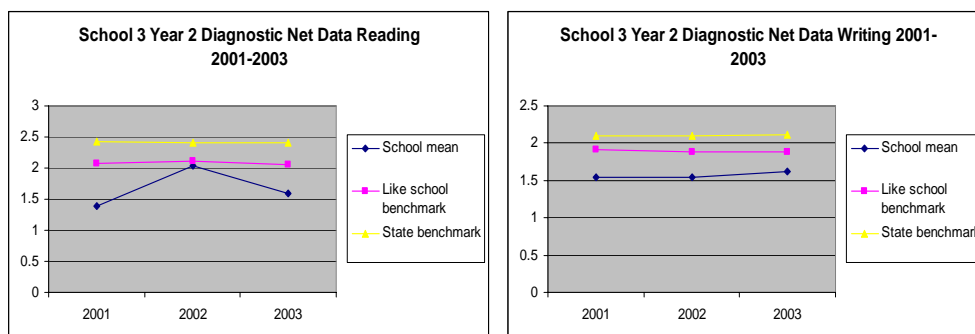 School 3 Year 2 Diagnostic Net Data Reading
2001-2003
3
2.5
2
1.5
1
0.5
0
2001 2002 2003
School mean
Like school
benchmark
State benchmark
School 3 Year 2 Diagnostic Net Data Writing 2001-
2003
2.5
2
1.5
1
0.5
0
2001 2002 2003
School mean
Like school
benchmark
State benchmark